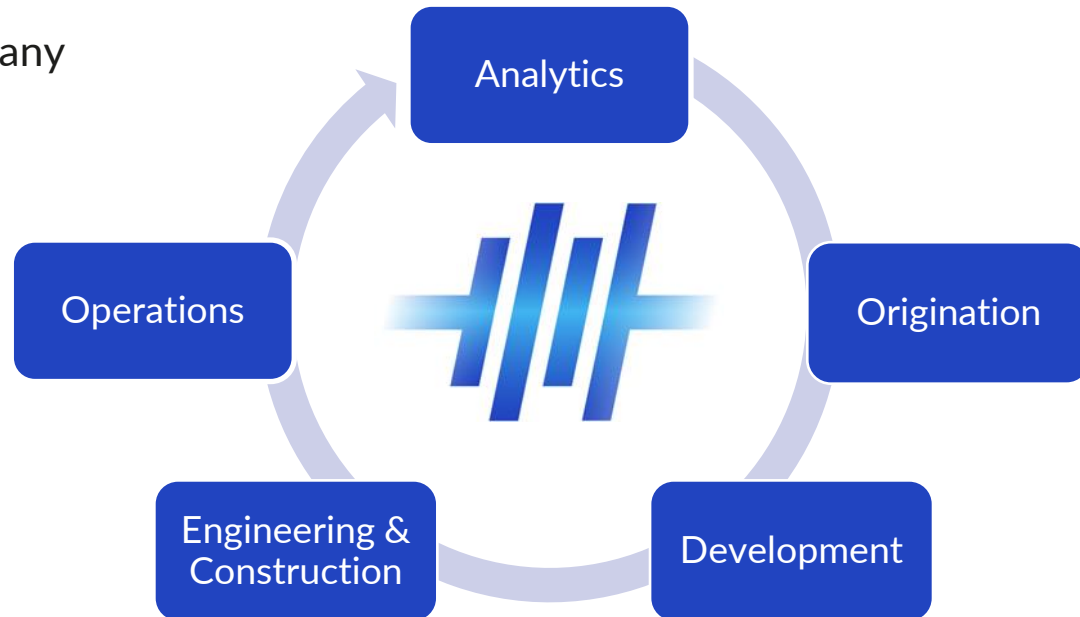 any
Analytics
Operations
Origination
Engineering &
Construction
Development